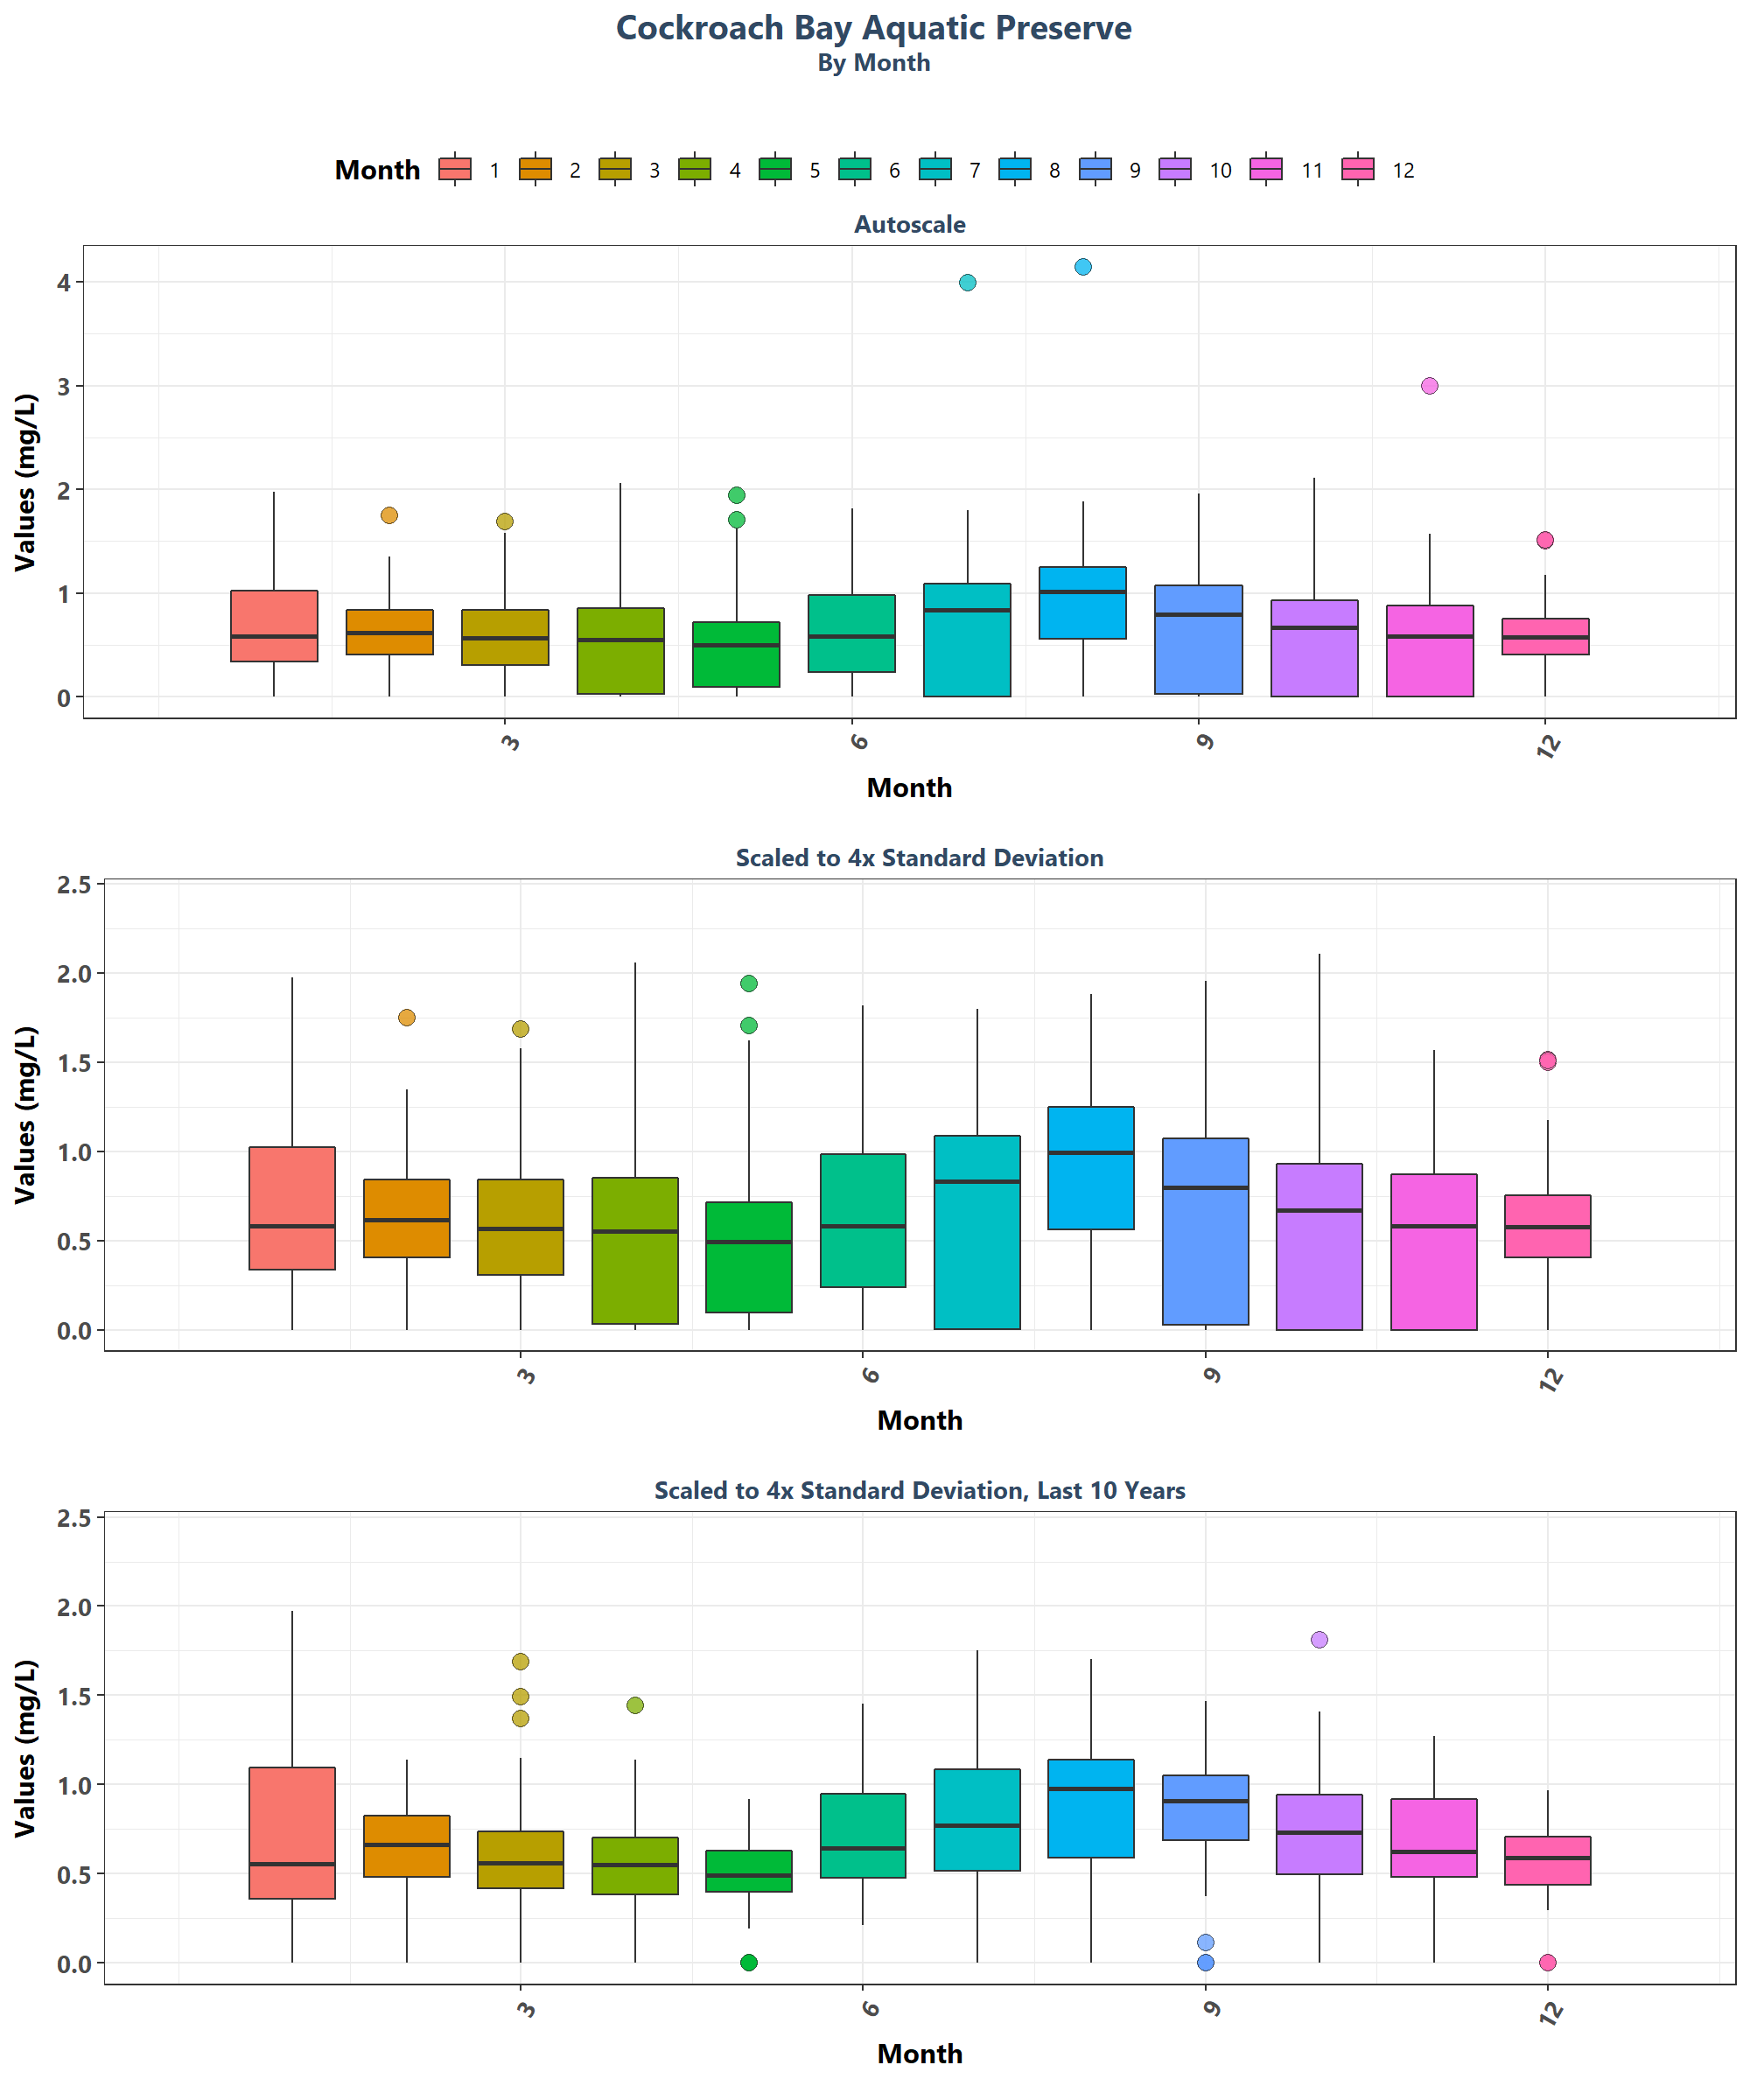 Cockroach Bay Aquatic Preserve
By Month
Month 1 2 3 4 5 6 7 8 9 10 11 12
Autoscale
Values (mg/L)
4
3
2
1
0
3 6 9 12
Month
Scaled to 4x Standard Deviation
Values (mg/L)
2.5
2.0
1.5
1.0
0.5
0.0
3 6 9 12
Month
Scaled to 4x Standard Deviation, Last 10 Years
Values (mg/L)
2.5
2.0
1.5
1.0
0.5
0.0
3 6 9 12
Month